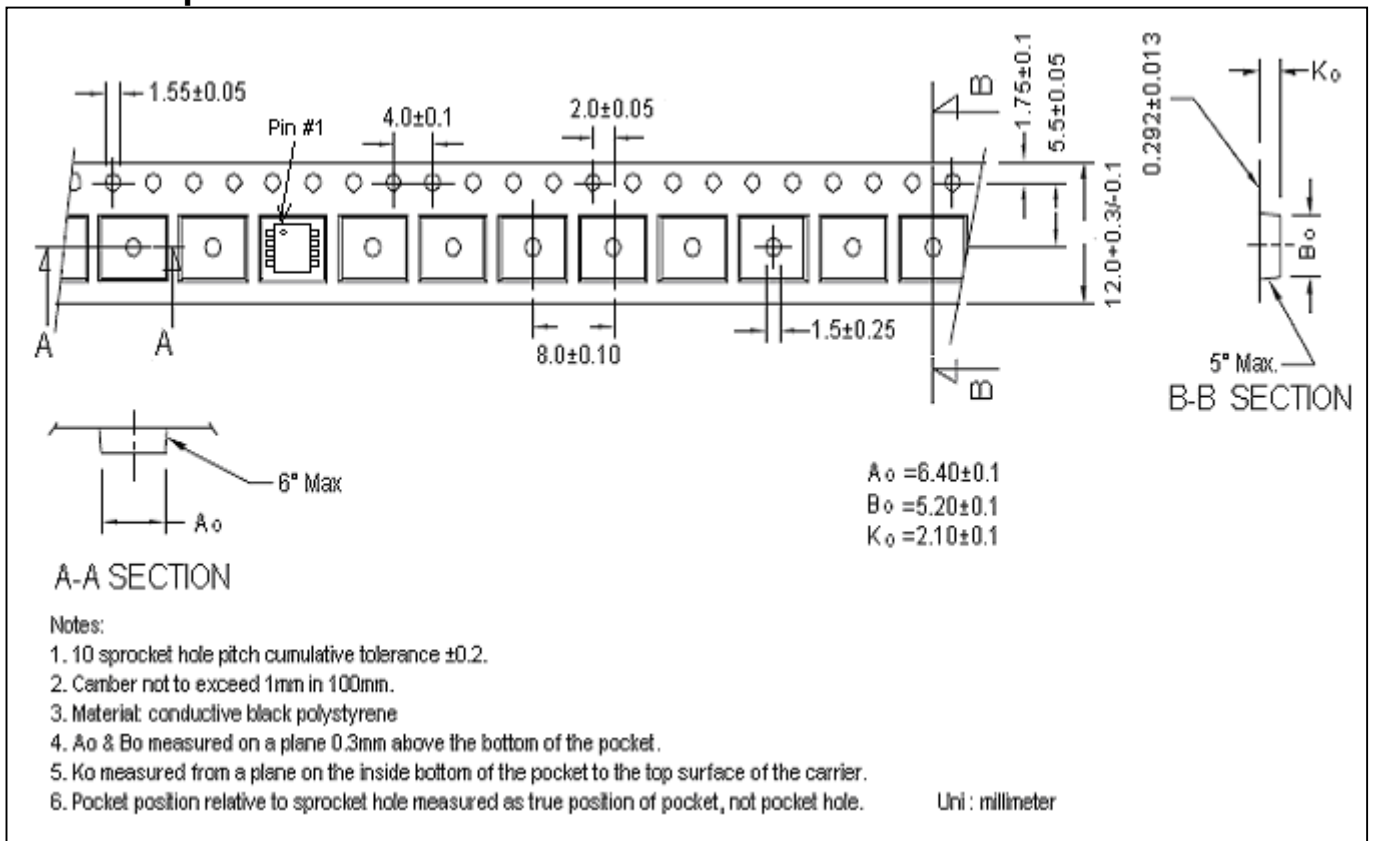 1.55±0.05
Pin #1
4.0±0.1
2.0±0.05
B
1.75±0.1
5.5±0.05
0.292±0.013
Ko
12.0+0.3/-0.1
Bo
A
A
8.0±0.10
1.5±0.25
B
5° Max.
B-B SECTION
6° Max
Ao
A-A SECTION
Ao =6.40±0.1
Bo =5.20±0.1
Ko =2.10±0.1
Notes:
1. 10 sprocket hole pitch cumulative tolerance ±0.2.
2. Camber not to exceed 1mm in 100mm.
3. Material: conductive black polystyrene
4. Ao & Bo measured on a plane 0.3mm above the bottom of the pocket.
5. Ko measured from a plane on the inside bottom of the pocket to the top surface of the carrier.
6. Pocket position relative to sprocket hole measured as true position of pocket, not pocket hole.
Uni : millimeter